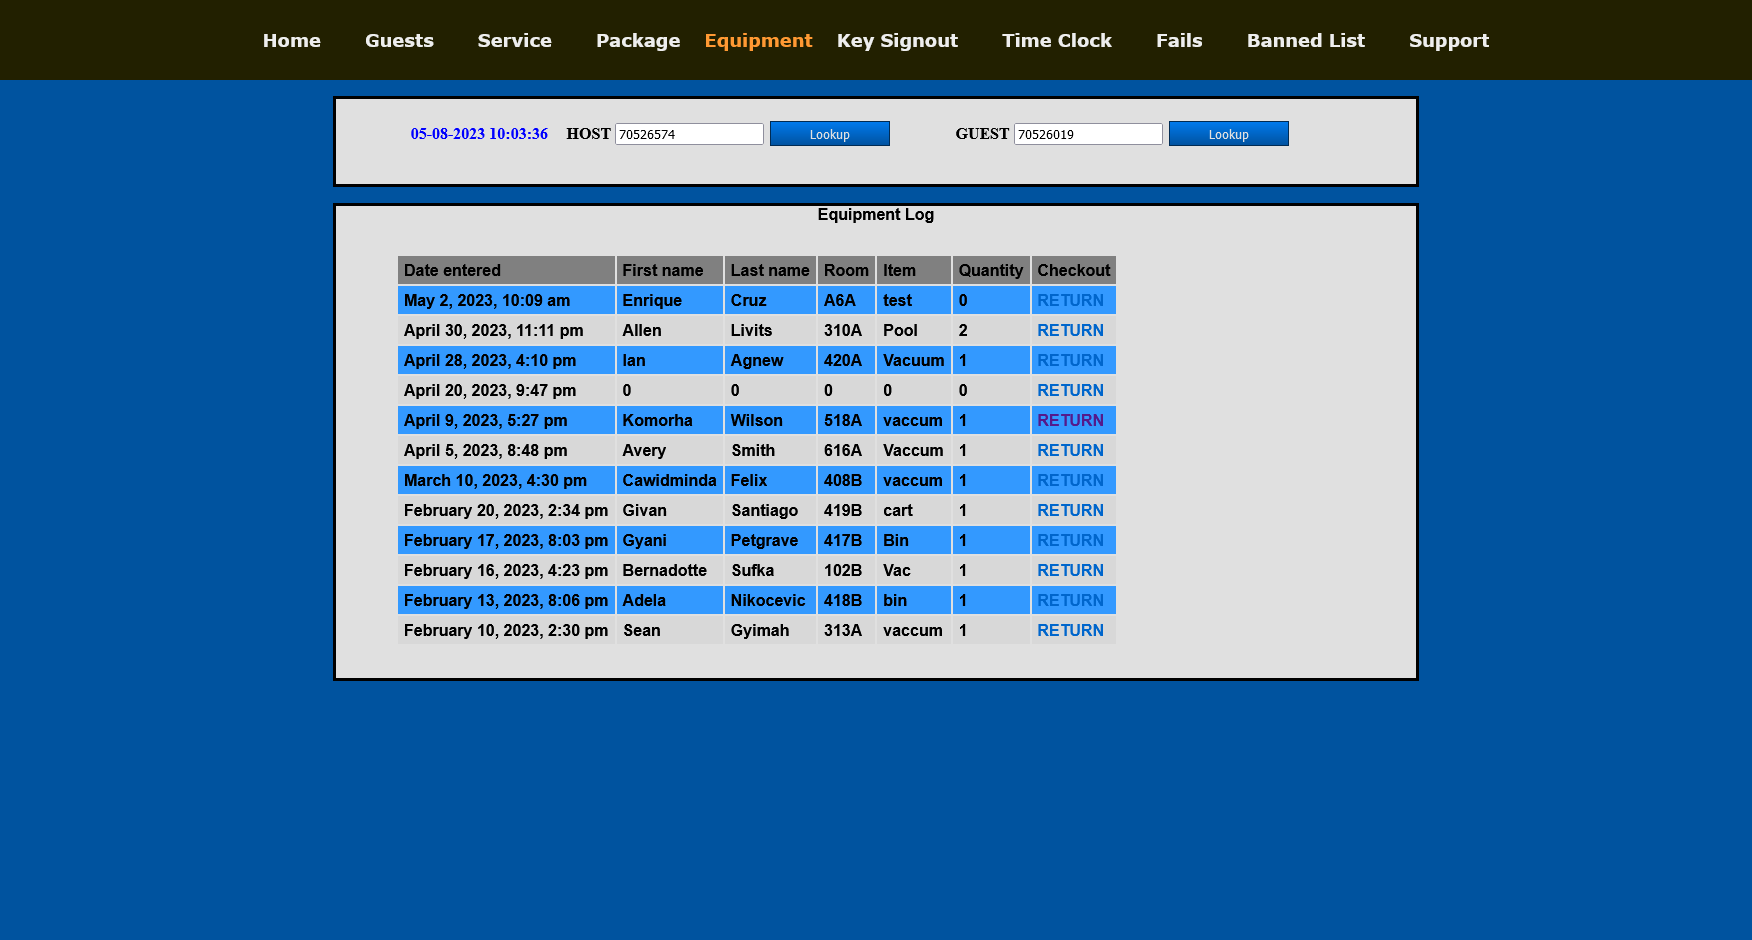 Home Guests Service Package Equipment Key Signout Time Clock Fails Banned List Support
05-08-2023 10:03:36 HOST 70526574 Lookup GUEST 70526019 Lookup
Equipment Log
Date entered First name Last name Room Item Quantity Checkout
May 2, 2023, 10:09 am Enrique Cruz A6A test 0 RETURN
April 30, 2023, 11:11 pm Allen Livits 310A Pool 2 RETURN
April 28, 2023, 4:10 pm Ian Agnew 420A Vacuum 1 RETURN
April 20, 2023, 9:47 pm 0 0 0 0 0 RETURN
April 9, 2023, 5:27 pm Komorha Wilson 518A vaccum 1 RETURN
April 5, 2023, 8:48 pm Avery Smith 616A Vaccum 1 RETURN
March 10, 2023, 4:30 pm Cawidminda Felix 408B vaccum 1 RETURN
February 20, 2023, 2:34 pm Givan Santiago 419B cart 1 RETURN
February 17, 2023, 8:03 pm Gyani Petgrave 417B Bin 1 RETURN
February 16, 2023, 4:23 pm Bernadotte Sufka 102B Vac 1 RETURN
February 13, 2023, 8:06 pm Adela Nikocevic 418B bin 1 RETURN
February 10, 2023, 2:30 pm Sean Gyimah 313A vaccum 1 RETURN